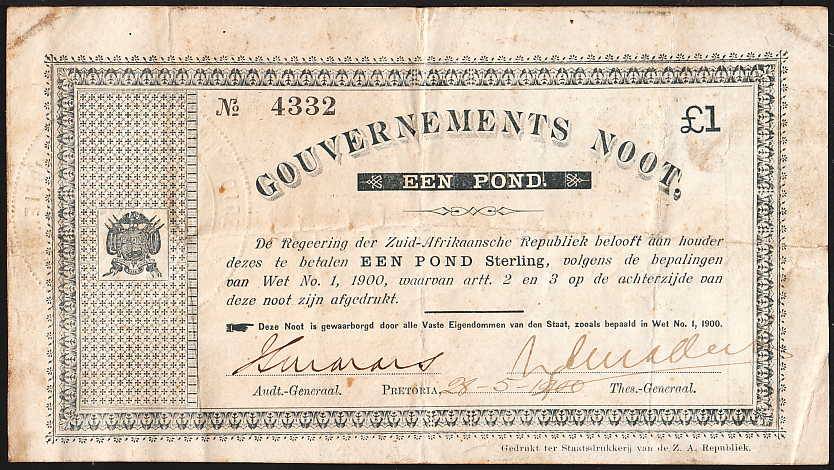 № 4332
£1
GOUVERNEMENTS NOOT,
EEN POND.
De Regeering der Zuid-Afrikaansche Republiek belooft aan houder
dezes te betalen EEN POND Sterling, volgens de bepalingen
van Wet No. 1, 1900, waarvan artt. 2 en 3 op de achterzijde van
deze noot zijn afgedrukt.
Deze Noot is gewaarborgd door alle Vaste Eigendommen van den Staat, zooals bepaald in Wet No. 1, 1900.
Audt.-Generaal. PRETORIA, 28-5-1900 Thes.-Generaal.
Gedrukt ter Staatsdrukkerij van de Z. A. Republiek.